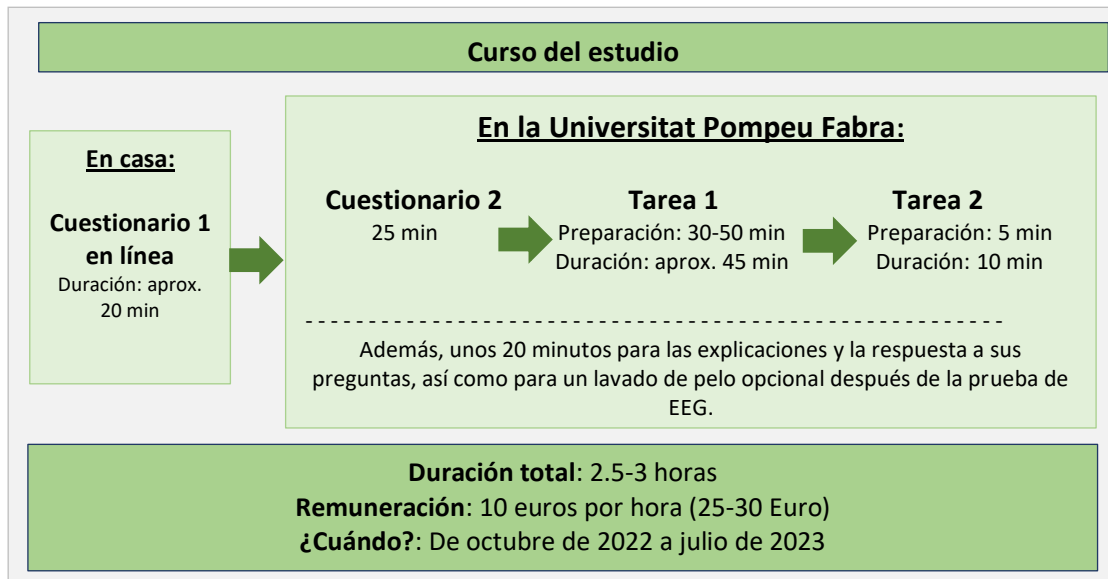 Curso del estudio
En casa:
Cuestionario 1
en línea
Duración: aprox.
20 min
En la Universitat Pompeu Fabra:
Cuestionario 2
25 min
Tarea 1
Preparación: 30-50 min
Duración: aprox. 45 min
Tarea 2
Preparación: 5 min
Duración: 10 min
Además, unos 20 minutos para las explicaciones y la respuesta a sus
preguntas, así como para un lavado de pelo opcional después de la prueba de
EEG.
Duración total: 2.5-3 horas
Remuneración: 10 euros por hora (25-30 Euro)
¿Cuándo?: De octubre de 2022 a julio de 2023